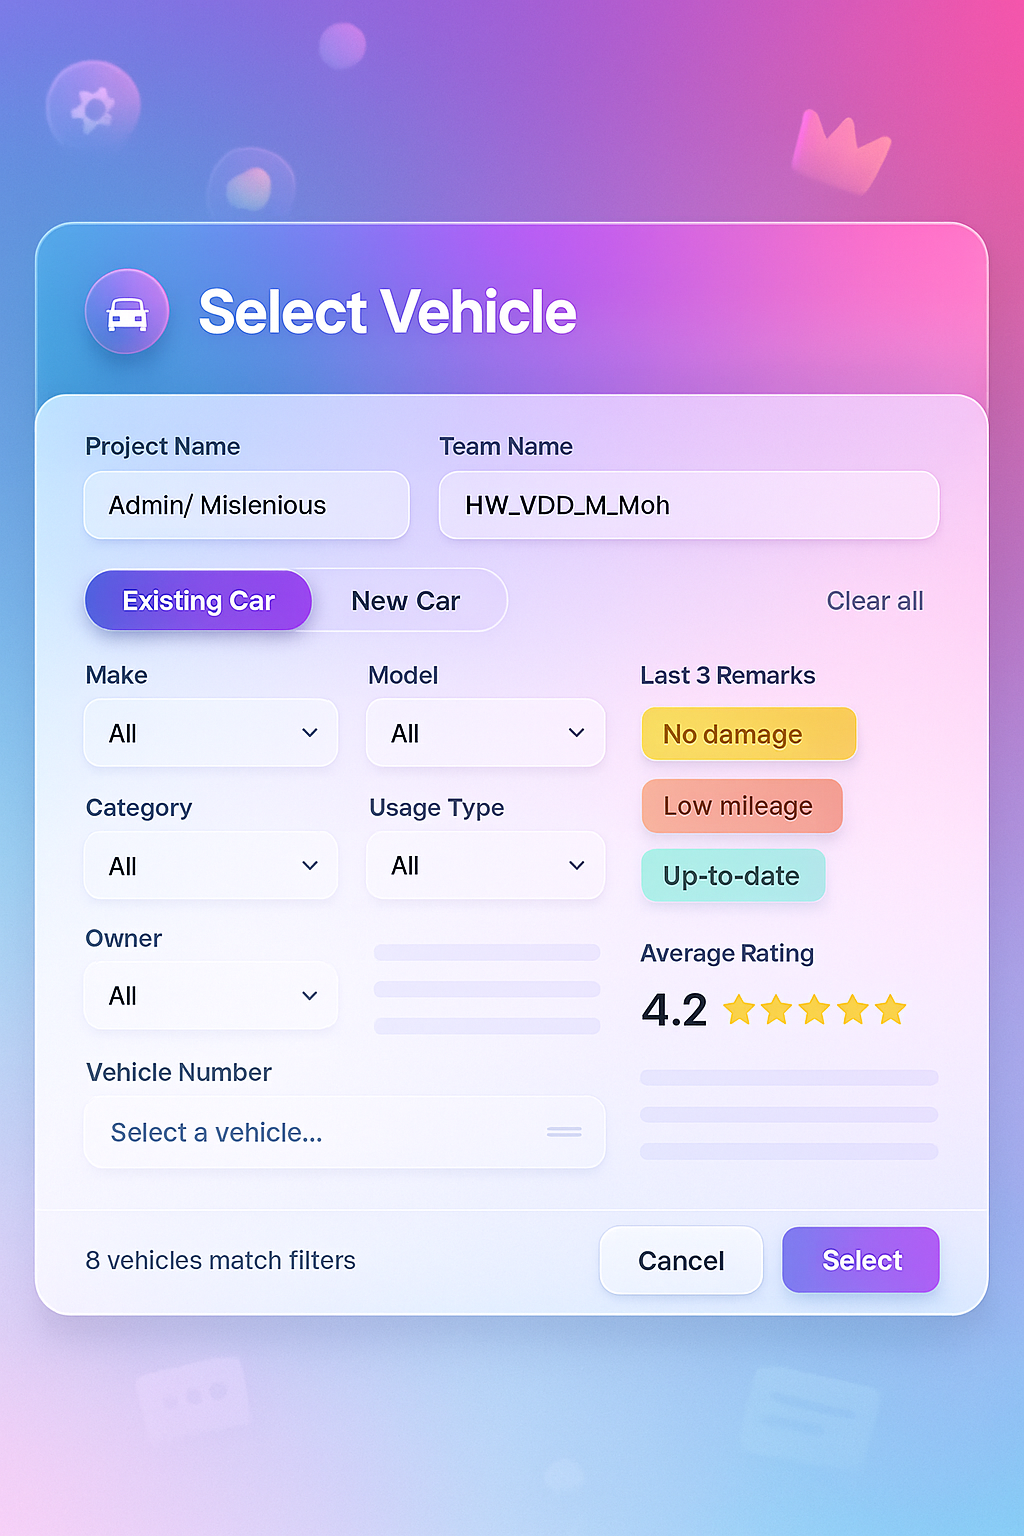 Select Vehicle
Project Name
Team Name
Admin/ Mislenious
HW_VDD_M_Moh
Existing Car
New Car
Clear all
Make
Model
Last 3 Remarks
All
All
No damage
Low mileage
Category
Usage Type
All
All
Up-to-date
Owner
Average Rating
All
4.2
Vehicle Number
Select a vehicle...
8 vehicles match filters
Cancel
Select